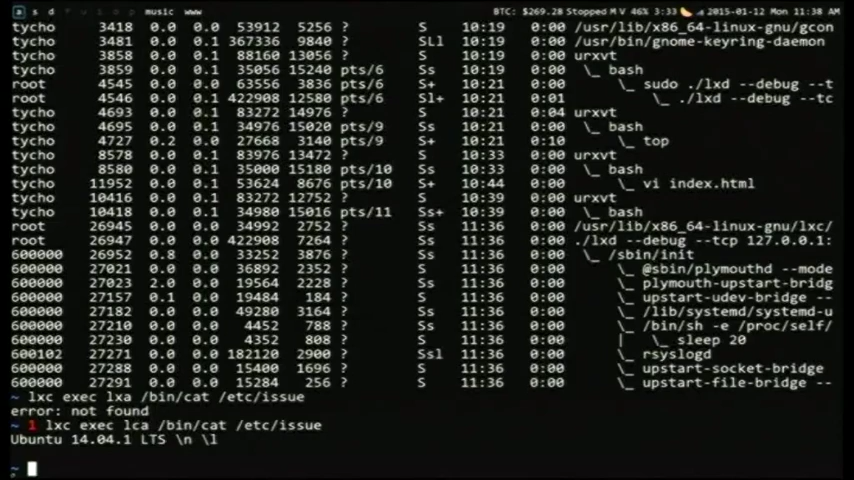 a s d f u i o p music www BTC: $269.28 Stopped M V 46% 3:33 2015-01-12 Mon 11:38 AM
tycho 3418 0.0 0.0 53912 5256 ? S 10:19 0:00 /usr/lib/x86_64-linux-gnu/gcon
tycho 3481 0.0 0.1 367336 9840 ? SLl 10:19 0:00 /usr/bin/gnome-keyring-daemon
tycho 3858 0.0 0.1 88160 13056 ? S 10:19 0:00 urxvt
tycho 3859 0.0 0.1 35056 15240 pts/6 Ss 10:19 0:00 \_ bash
root 4545 0.0 0.0 63556 3836 pts/6 S+ 10:21 0:00 \_ sudo ./lxd --debug --t
root 4546 0.0 0.1 422908 12580 pts/6 Sl+ 10:21 0:01 \_ ./lxd --debug --tc
tycho 4693 0.0 0.1 83272 14976 ? S 10:21 0:04 urxvt
tycho 4695 0.0 0.1 34976 15020 pts/9 Ss 10:21 0:00 \_ bash
tycho 4727 0.2 0.0 27668 3140 pts/9 S+ 10:21 0:10 \_ top
tycho 8578 0.0 0.1 83976 13472 ? S 10:33 0:00 urxvt
tycho 8580 0.0 0.1 35000 15180 pts/10 Ss 10:33 0:00 \_ bash
tycho 11952 0.0 0.1 53624 8676 pts/10 S+ 10:44 0:00 \_ vi index.html
tycho 10416 0.0 0.1 83272 12752 ? S 10:39 0:00 urxvt
tycho 10418 0.0 0.1 34980 15016 pts/11 Ss+ 10:39 0:00 \_ bash
root 26945 0.0 0.0 34992 2752 ? Ss 11:36 0:00 /usr/lib/x86_64-linux-gnu/lxc/
root 26947 0.0 0.0 422908 7264 ? S 11:36 0:00 ./lxd --debug --tcp 127.0.0.1:
600000 26952 0.8 0.0 33252 3876 ? Ss 11:36 0:00 \_ /sbin/init
600000 27021 0.0 0.0 36892 2352 ? S 11:36 0:00 \_ @sbin/plymouthd --mode
600000 27023 2.0 0.0 19564 2228 ? Ss 11:36 0:00 \_ plymouth-upstart-bridg
600000 27157 0.1 0.0 19484 184 ? S 11:36 0:00 \_ upstart-udev-bridge --
600000 27182 0.0 0.0 49280 3164 ? Ss 11:36 0:00 \_ /lib/systemd/systemd-u
600000 27210 0.0 0.0 4452 788 ? Ss 11:36 0:00 \_ /bin/sh -e /proc/self/
600000 27230 0.0 0.0 4352 808 ? S 11:36 0:00 | \_ sleep 20
600102 27271 0.0 0.0 182120 2900 ? Ssl 11:36 0:00 \_ rsyslogd
600000 27288 0.0 0.0 15400 1696 ? S 11:36 0:00 \_ upstart-socket-bridge
600000 27291 0.0 0.0 15284 256 ? S 11:36 0:00 \_ upstart-file-bridge --
~ lxc exec lxa /bin/cat /etc/issue
error: not found
~ 1 lxc exec lca /bin/cat /etc/issue
Ubuntu 14.04.1 LTS \n \l
~